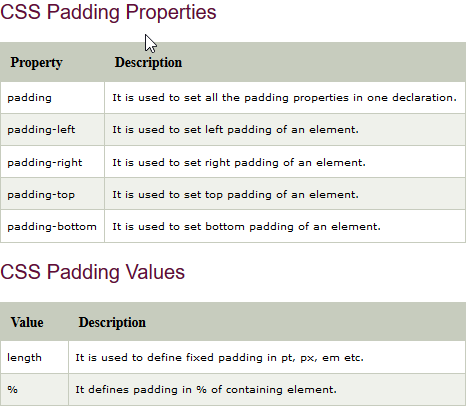 CSS Padding Properties
Property Description
padding It is used to set all the padding properties in one declaration.
padding-left It is used to set left padding of an element.
padding-right It is used to set right padding of an element.
padding-top It is used to set top padding of an element.
padding-bottom It is used to set bottom padding of an element.
CSS Padding Values
Value Description
length It is used to define fixed padding in pt, px, em etc.
% It defines padding in % of containing element.